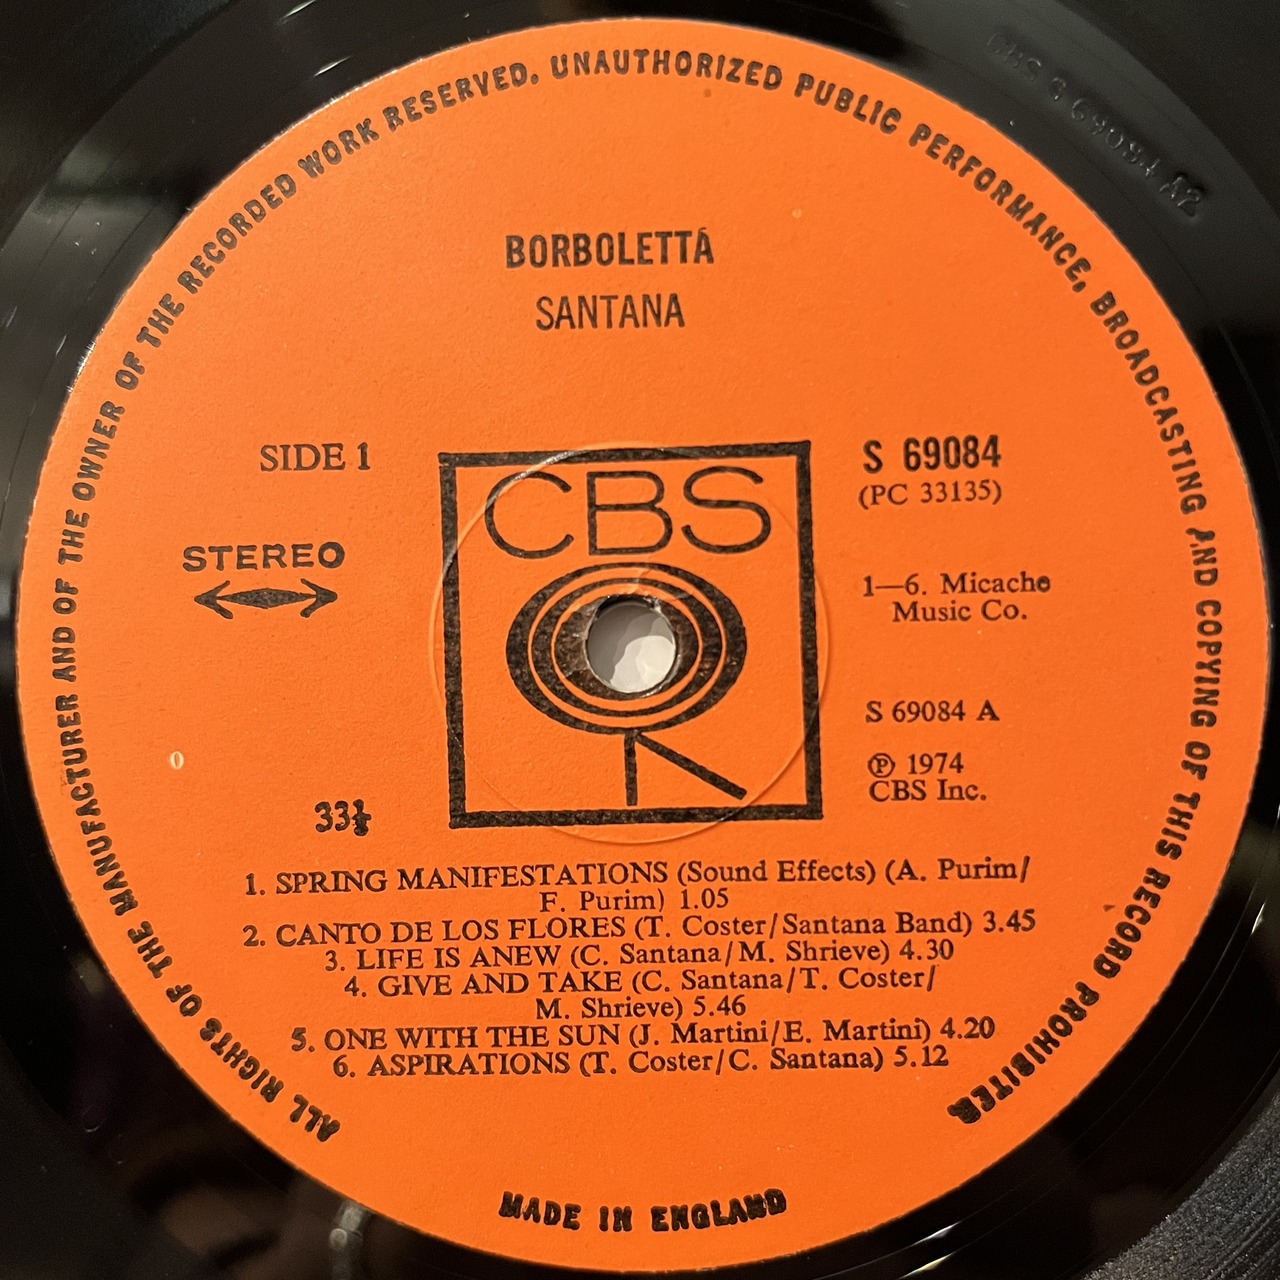 ALL RIGHTS OF THE MANUFACTURER AND OF THE OWNER OF THE RECORDED WORK RESERVED. UNAUTHORIZED PUBLIC PERFORMANCE, BROADCASTING AND COPYING OF THIS RECORD PROHIBITED
CBS S 69084 A2
BORBOLETTA
SANTANA
SIDE 1
STEREO
33⅓
CBS
S 69084
(PC 33135)
1—6. Micacho
Music Co.
S 69084 A
℗ 1974
CBS Inc.
1. SPRING MANIFESTATIONS (Sound Effects) (A. Purim/
F. Purim) 1.05
2. CANTO DE LOS FLORES (T. Coster/Santana Band) 3.45
3. LIFE IS ANEW (C. Santana/M. Shrieve) 4.30
4. GIVE AND TAKE (C. Santana/T. Coster/
M. Shrieve) 5.46
5. ONE WITH THE SUN (J. Martini/E. Martini) 4.20
6. ASPIRATIONS (T. Coster/C. Santana) 5.12
MADE IN ENGLAND